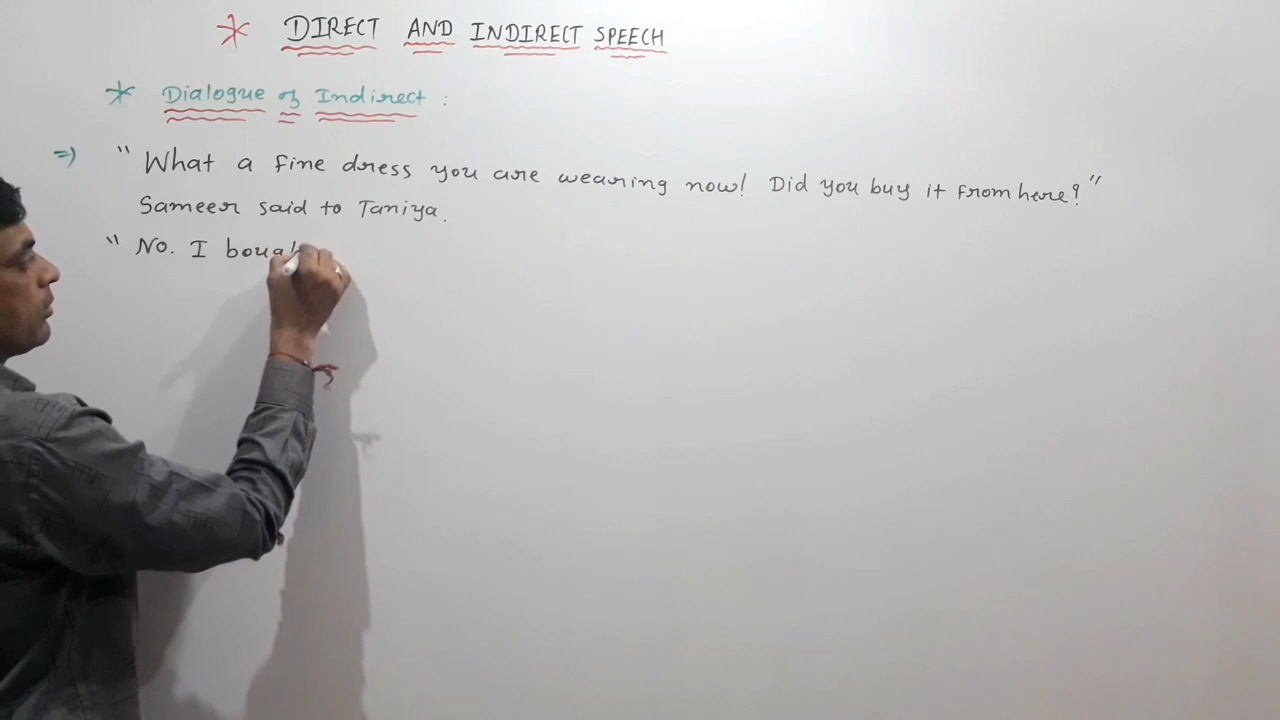 * DIRECT AND INDIRECT SPEECH
* Dialogue of Indirect :
⇒ "What a fine dress you are wearing now! Did you buy it from here?"
Sameer said to Taniya.
"No. I bough